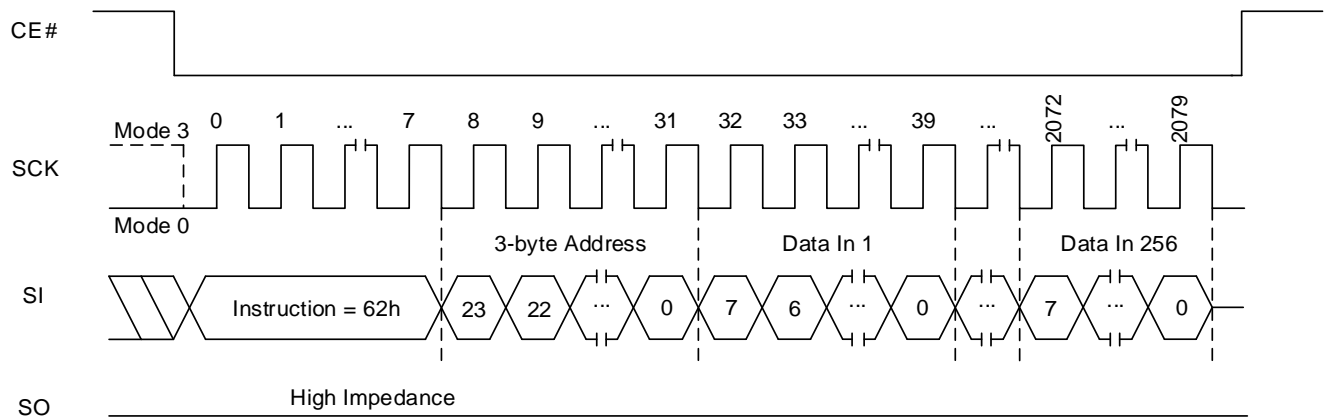 CE#
0 1 ... 7 8 9 ... 31 32 33 ... 39 ... 2072 ... 2079
Mode 3
SCK
Mode 0
3-byte Address Data In 1 Data In 256
SI Instruction = 62h 23 22 ... 0 7 6 ... 0 ... 7 ... 0
High Impedance
SO